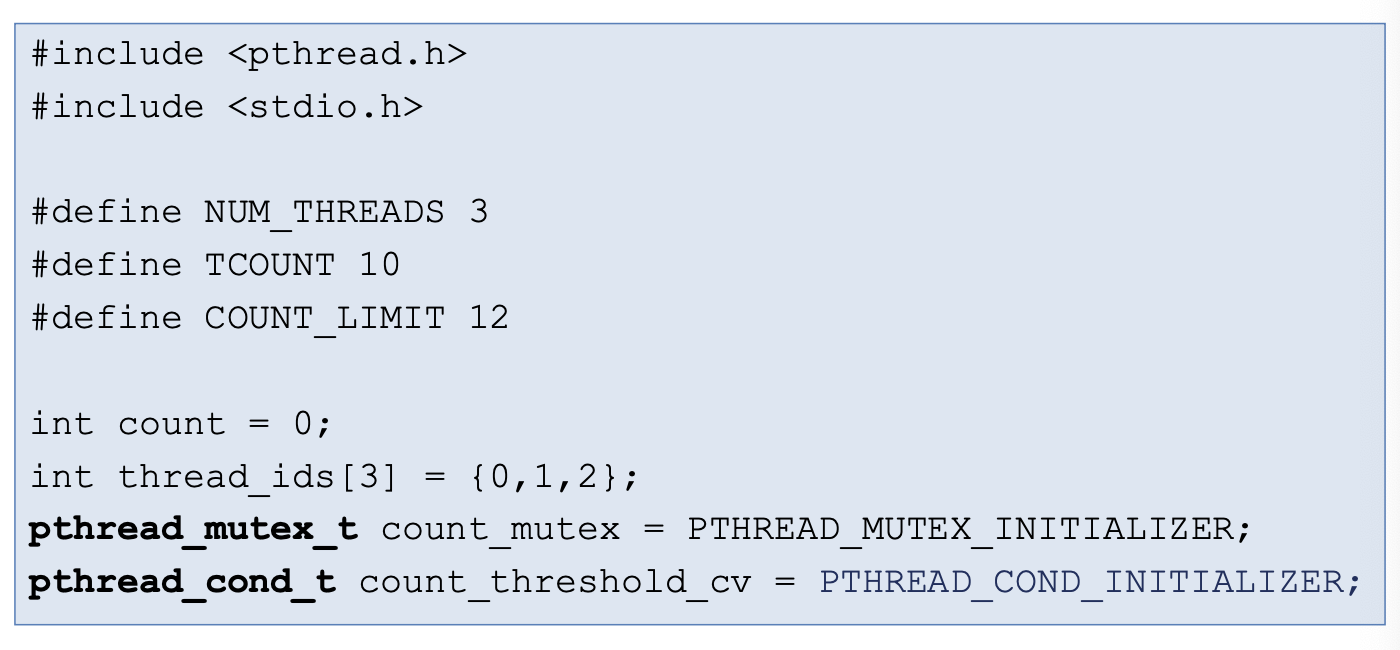 #include <pthread.h>
#include <stdio.h>
#define NUM_THREADS 3
#define TCOUNT 10
#define COUNT_LIMIT 12
int count = 0;
int thread_ids[3] = {0,1,2};
pthread_mutex_t count_mutex = PTHREAD_MUTEX_INITIALIZER;
pthread_cond_t count_threshold_cv = PTHREAD_COND_INITIALIZER;